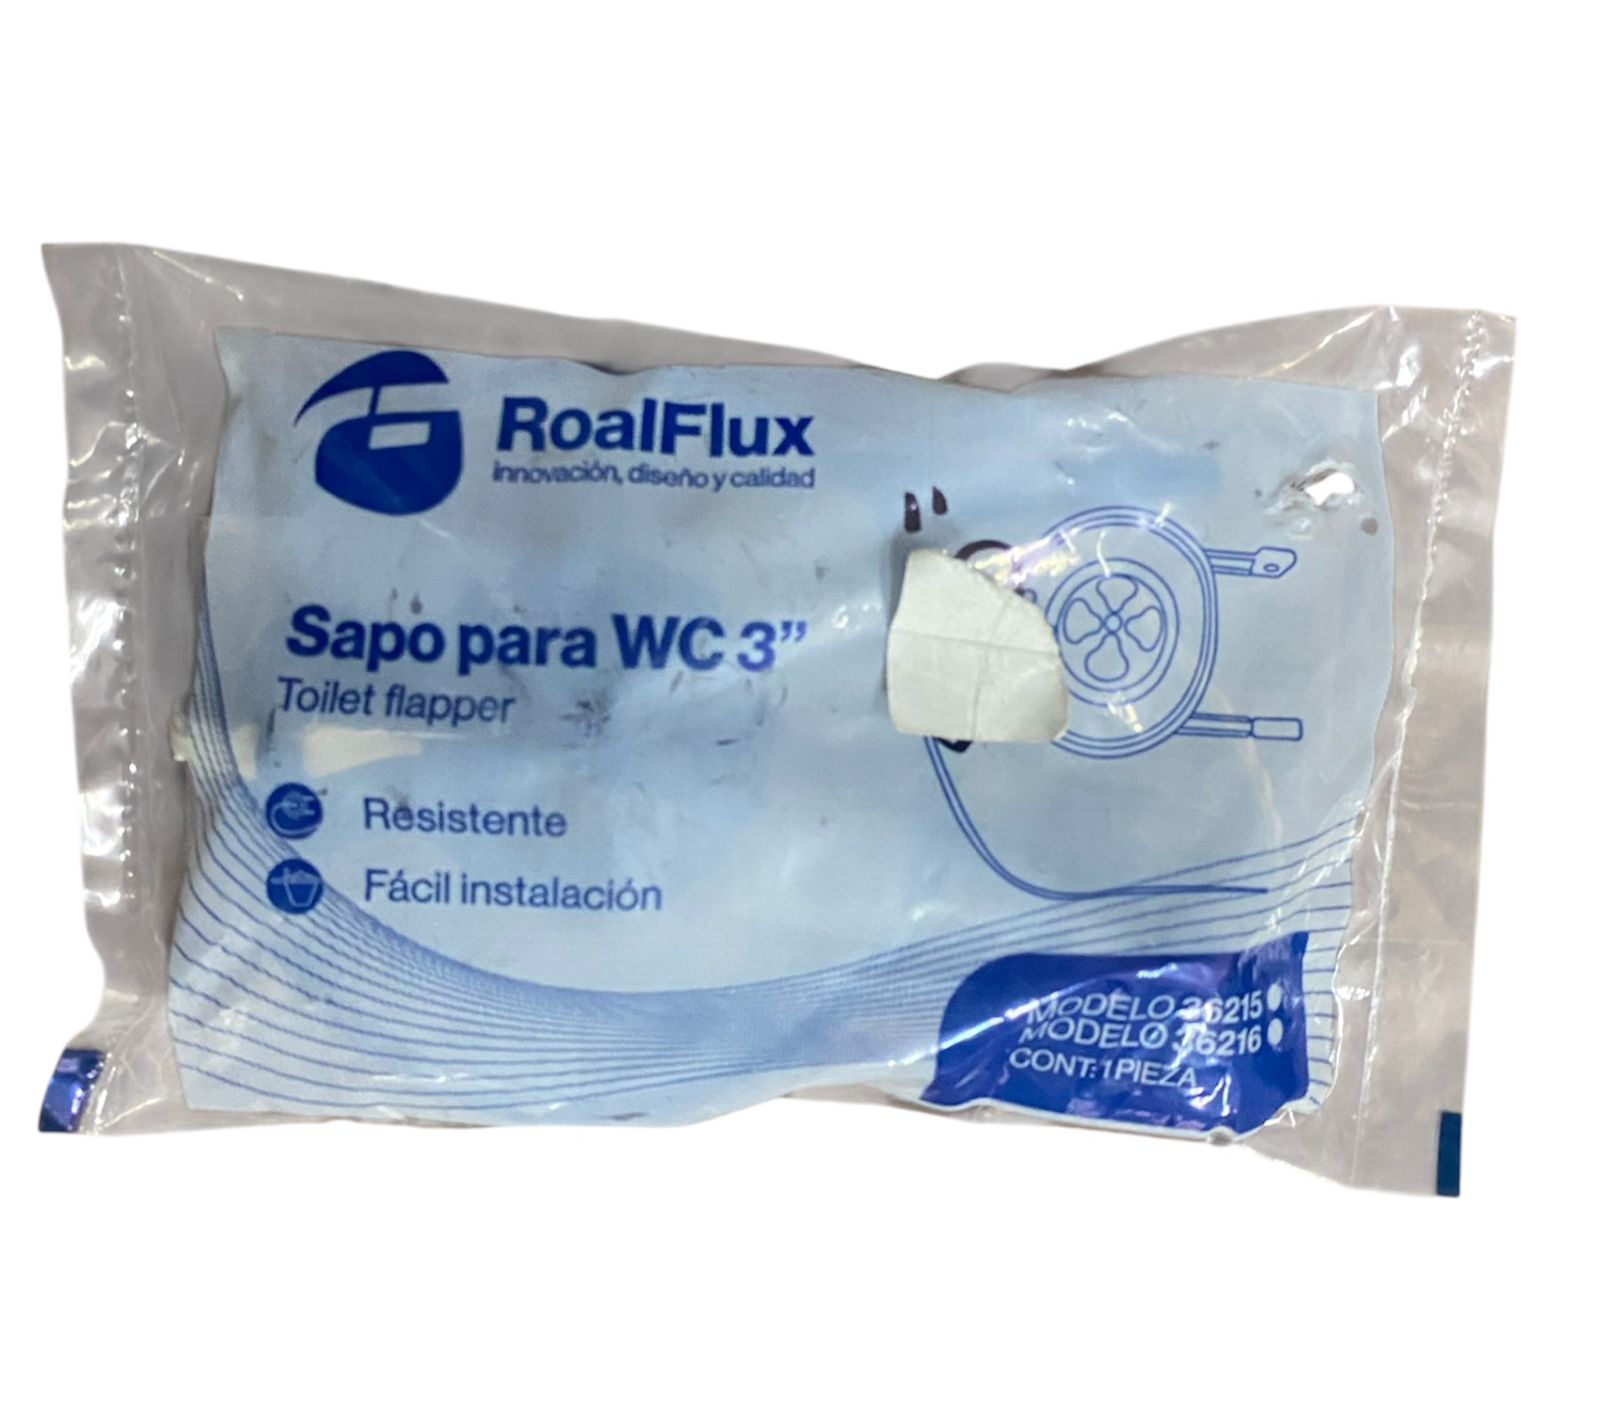 RoalFlux
innovación, diseño y calidad
Sapo para WC 3”
Toilet flapper
Resistente
Fácil instalación
MODELO 36215
MODELO 36216
CONT: 1 PIEZA